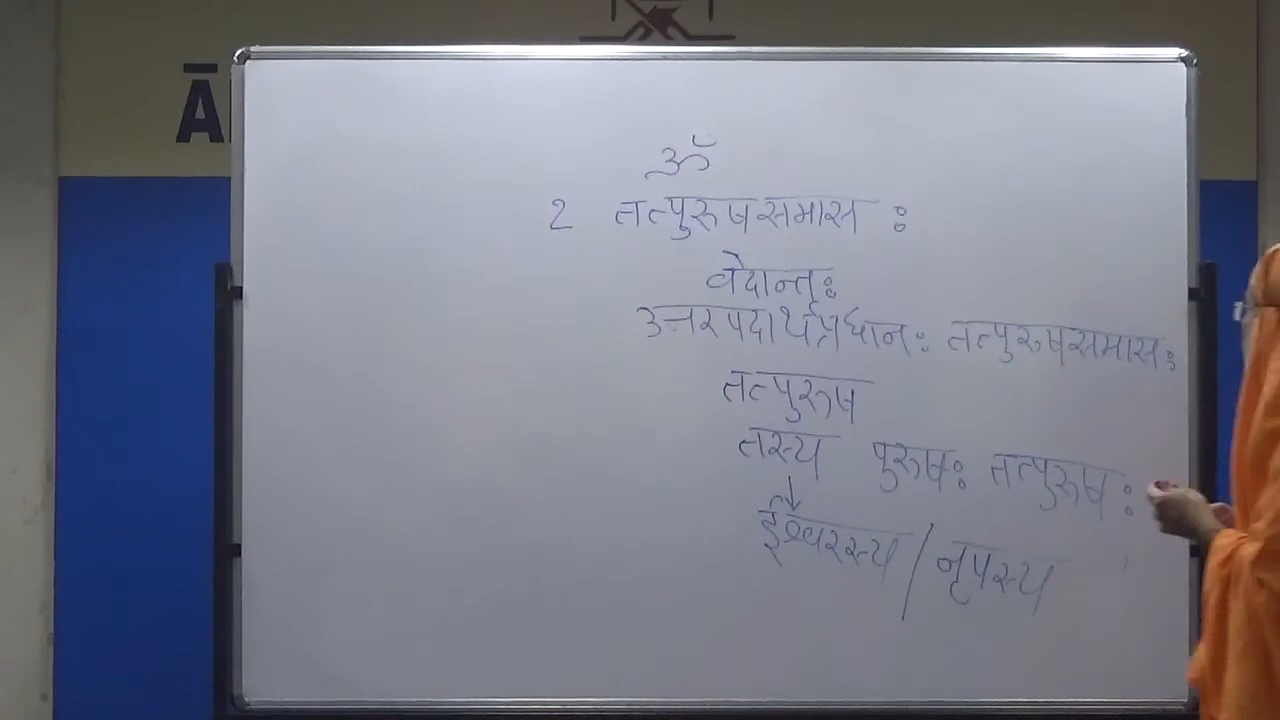 Ā
ॐ
2 तत्पुरूषसमास :
वेदान्तः
उत्तरपदार्थप्रधानः तत्पुरूषसमासः
तत्पुरूष
तस्य पुरूषः तत्पुरूषः
ईश्वरस्य / नृपस्य